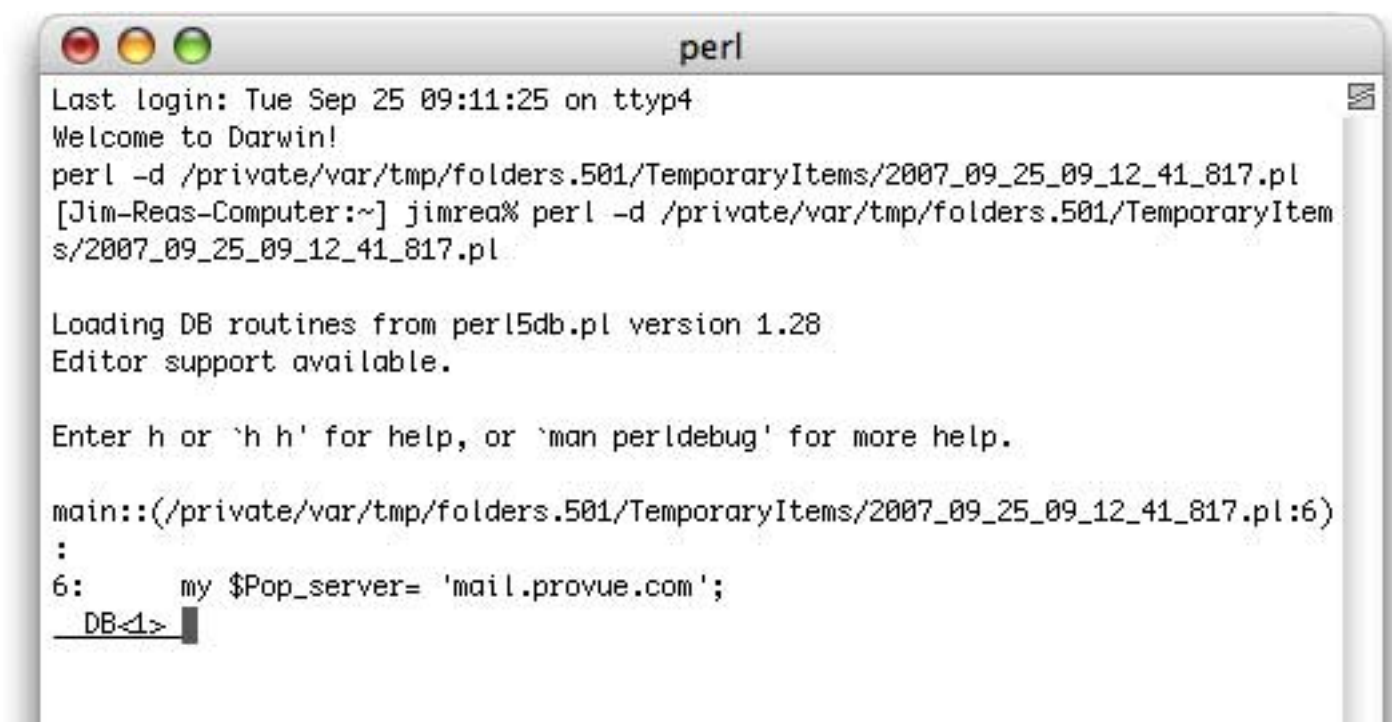 perl
Last login: Tue Sep 25 09:11:25 on ttyp4
Welcome to Darwin!
perl -d /private/var/tmp/folders.501/TemporaryItems/2007_09_25_09_12_41_817.pl
[Jim-Reas-Computer:~] jimrea% perl -d /private/var/tmp/folders.501/TemporaryItem
s/2007_09_25_09_12_41_817.pl
Loading DB routines from perl5db.pl version 1.28
Editor support available.
Enter h or `h h' for help, or `man perldebug' for more help.
main::(/private/var/tmp/folders.501/TemporaryItems/2007_09_25_09_12_41_817.pl:6)
:
6:      my $Pop_server= 'mail.provue.com';
  DB<1>